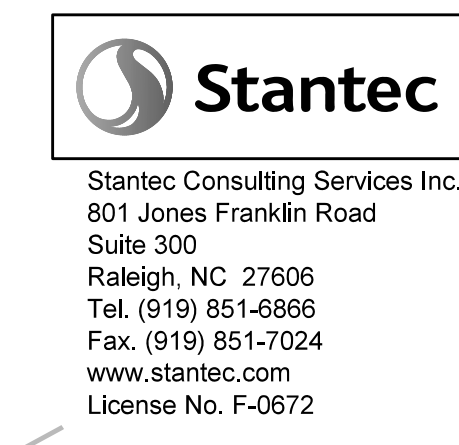 Stantec
Stantec Consulting Services Inc.
801 Jones Franklin Road
Suite 300
Raleigh, NC  27606
Tel. (919) 851-6866
Fax. (919) 851-7024
www.stantec.com
License No. F-0672